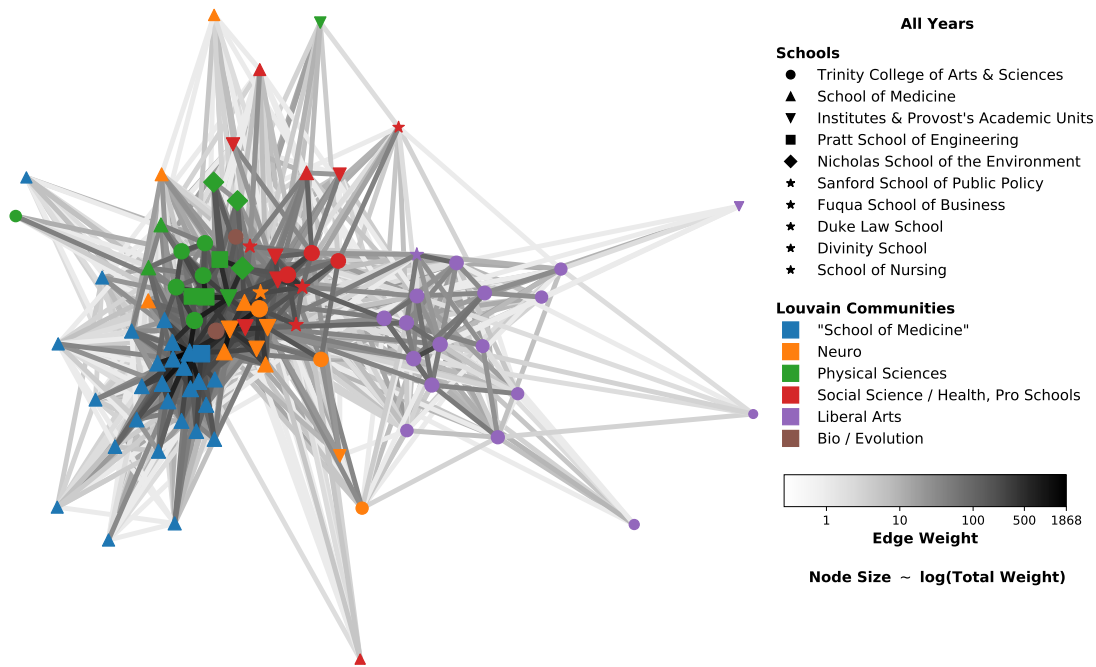 All Years
Schools
Trinity College of Arts & Sciences
School of Medicine
Institutes & Provost's Academic Units
Pratt School of Engineering
Nicholas School of the Environment
Sanford School of Public Policy
Fuqua School of Business
Duke Law School
Divinity School
School of Nursing
Louvain Communities
"School of Medicine"
Neuro
Physical Sciences
Social Science / Health, Pro Schools
Liberal Arts
Bio / Evolution
1 10 100 500 1868
Edge Weight
Node Size ~ log(Total Weight)